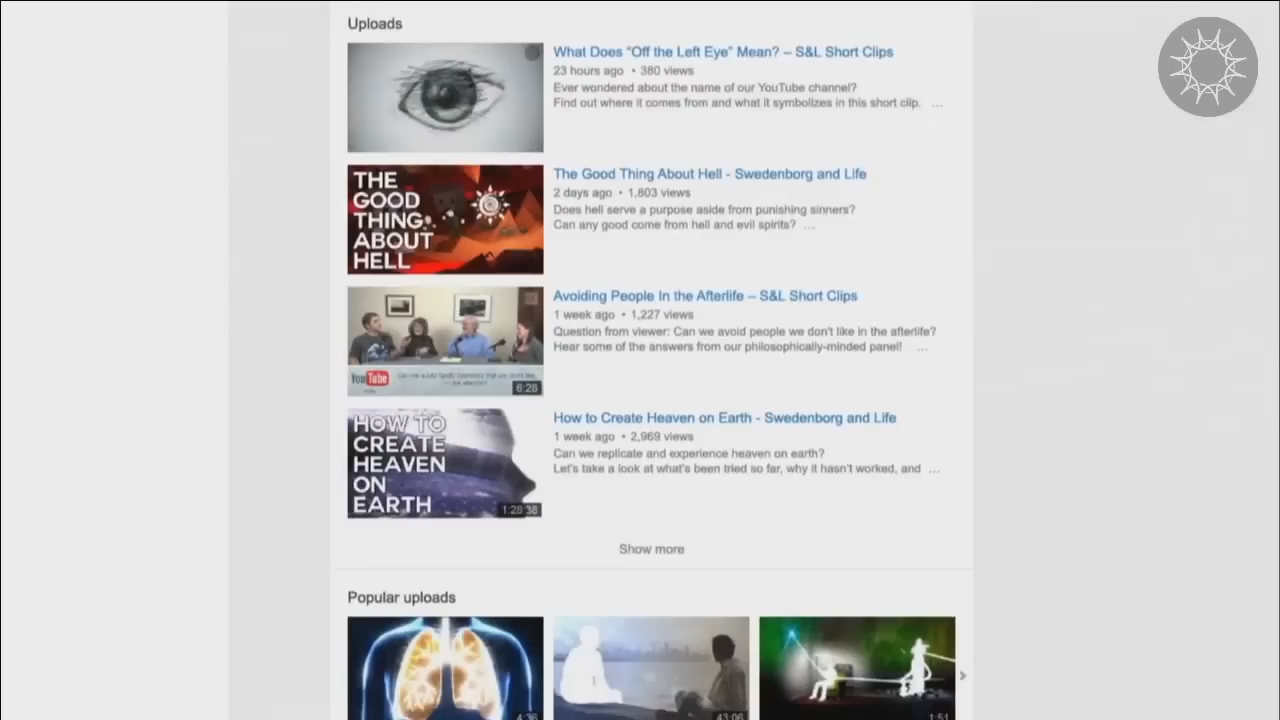 Uploads
What Does "Off the Left Eye" Mean? – S&L Short Clips
23 hours ago • 380 views
Ever wondered about the name of our YouTube channel?
Find out where it comes from and what it symbolizes in this short clip. ...
THE
GOOD
THING
ABOUT
HELL
The Good Thing About Hell - Swedenborg and Life
2 days ago • 1,803 views
Does hell serve a purpose aside from punishing sinners?
Can any good come from hell and evil spirits? ...
YouTube
6:28
Avoiding People In the Afterlife – S&L Short Clips
1 week ago • 1,227 views
Question from viewer: Can we avoid people we don't like in the afterlife?
Hear some of the answers from our philosophically-minded panel! ...
HOW TO
CREATE
HEAVEN
ON
EARTH
1:28:38
How to Create Heaven on Earth - Swedenborg and Life
1 week ago • 2,969 views
Can we replicate and experience heaven on earth?
Let's take a look at what's been tried so far, why it hasn't worked, and ...
Show more
Popular uploads
4:36
43:06
1:51